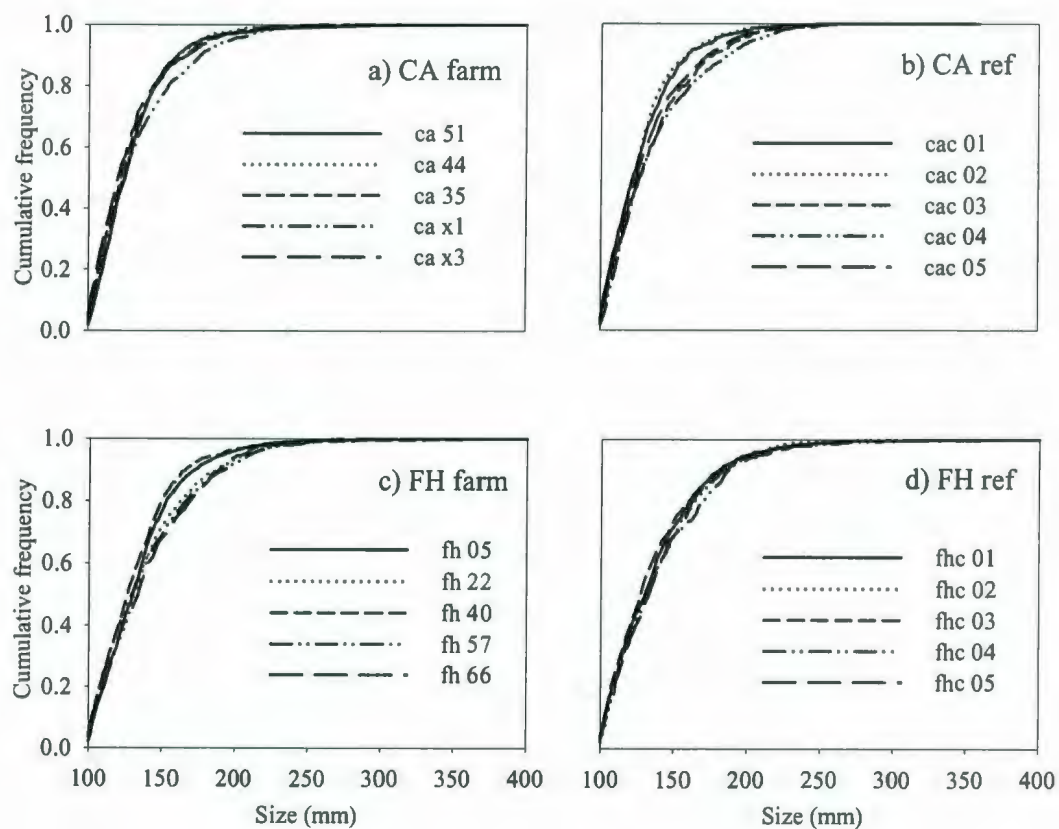 a) CA farm
Cumulative frequency
1.0
0.8
0.6
0.4
0.2
0.0
ca 51
ca 44
ca 35
ca x1
ca x3
b) CA ref
cac 01
cac 02
cac 03
cac 04
cac 05
c) FH farm
Cumulative frequency
1.0
0.8
0.6
0.4
0.2
0.0
fh 05
fh 22
fh 40
fh 57
fh 66
100 150 200 250 300 350 400
Size (mm)
d) FH ref
fhc 01
fhc 02
fhc 03
fhc 04
fhc 05
100 150 200 250 300 350 400
Size (mm)